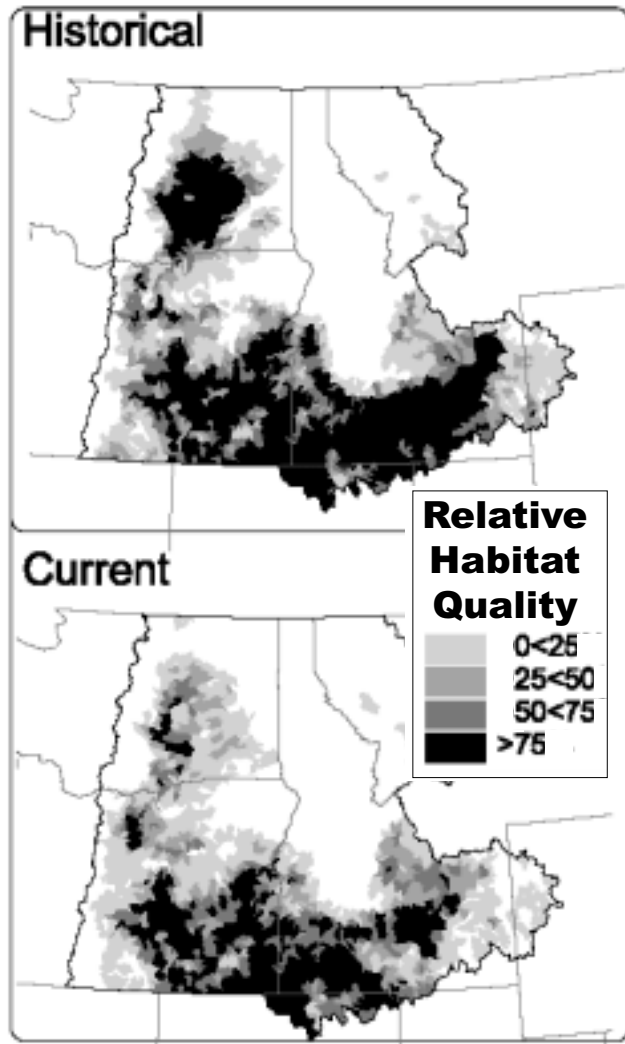 Historical
Current
Relative
Habitat
Quality
0<25
25<50
50<75
>75